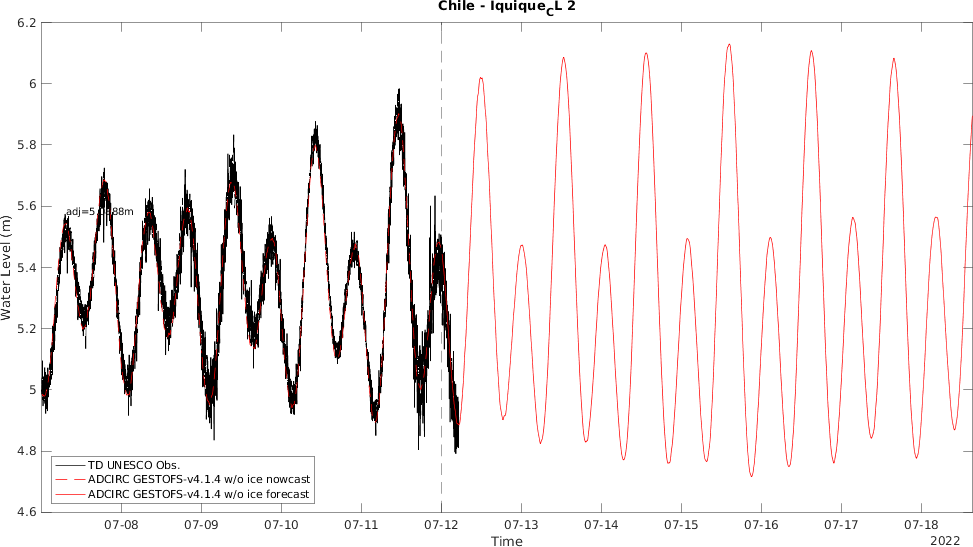 Chile - Iquique_CL 2
6.2
6
5.8
5.6
5.4
5.2
5
4.8
4.6
Water Level (m)
TD UNESCO Obs.
ADCIRC GESTOFS-v4.1.4 w/o ice nowcast
ADCIRC GESTOFS-v4.1.4 w/o ice forecast
07-08 07-09 07-10 07-11 07-12 07-13 07-14 07-15 07-16 07-17 07-18
Time
2022